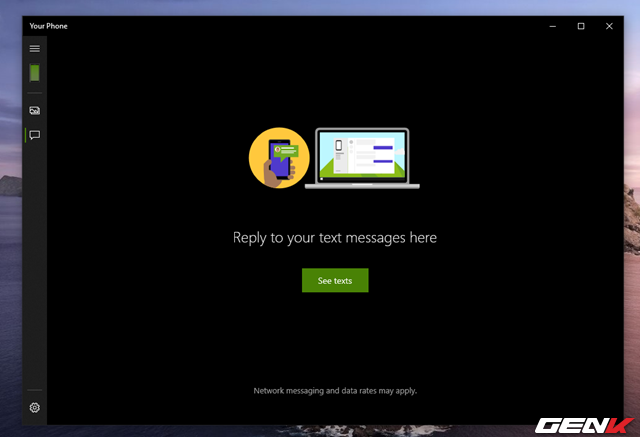 Your Phone
Reply to your text messages here
See texts
Network messaging and data rates may apply.
GENK